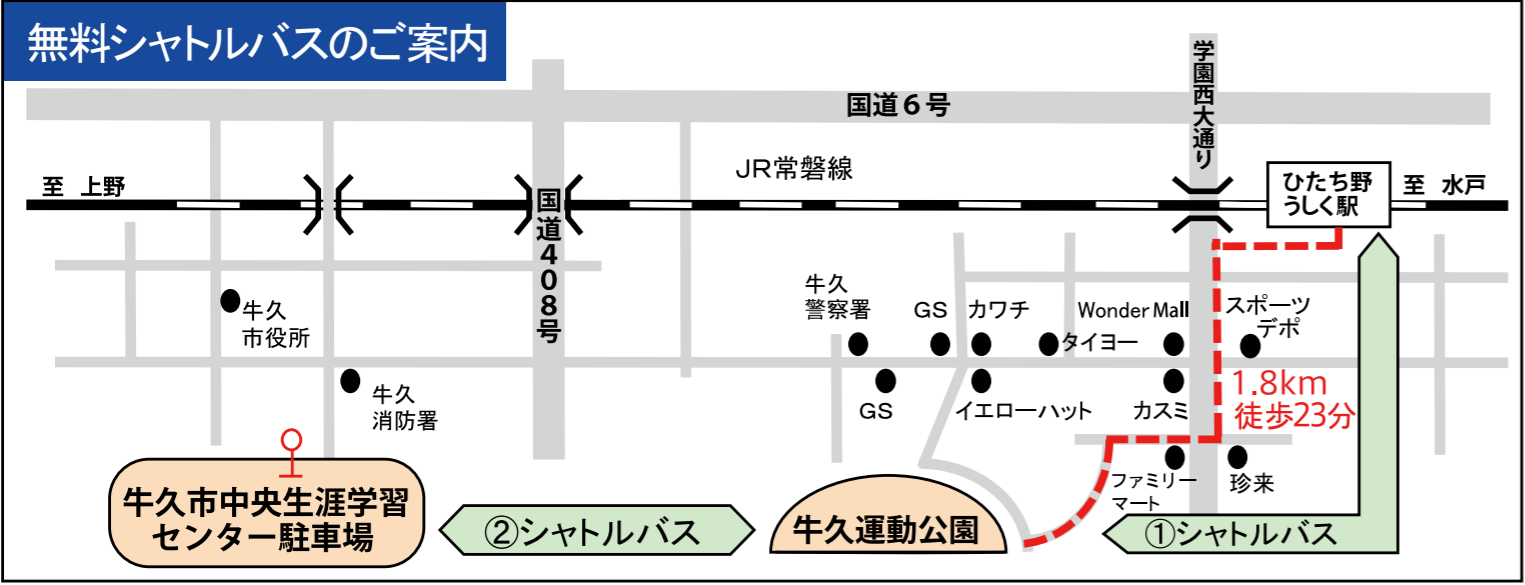 無料シャトルバスのご案内
学園西大通り
国道6号
JR常磐線
至 上野
国道408号
ひたち野
うしく駅
至 水戸
牛久
市役所
牛久
警察署
GS
カワチ
Wonder Mall
スポーツ
デポ
タイヨー
牛久
消防署
GS
イエローハット
カスミ
1.8km
徒歩23分
ファミリー
マート
珍来
牛久市中央生涯学習
センター駐車場
②シャトルバス
牛久運動公園
①シャトルバス